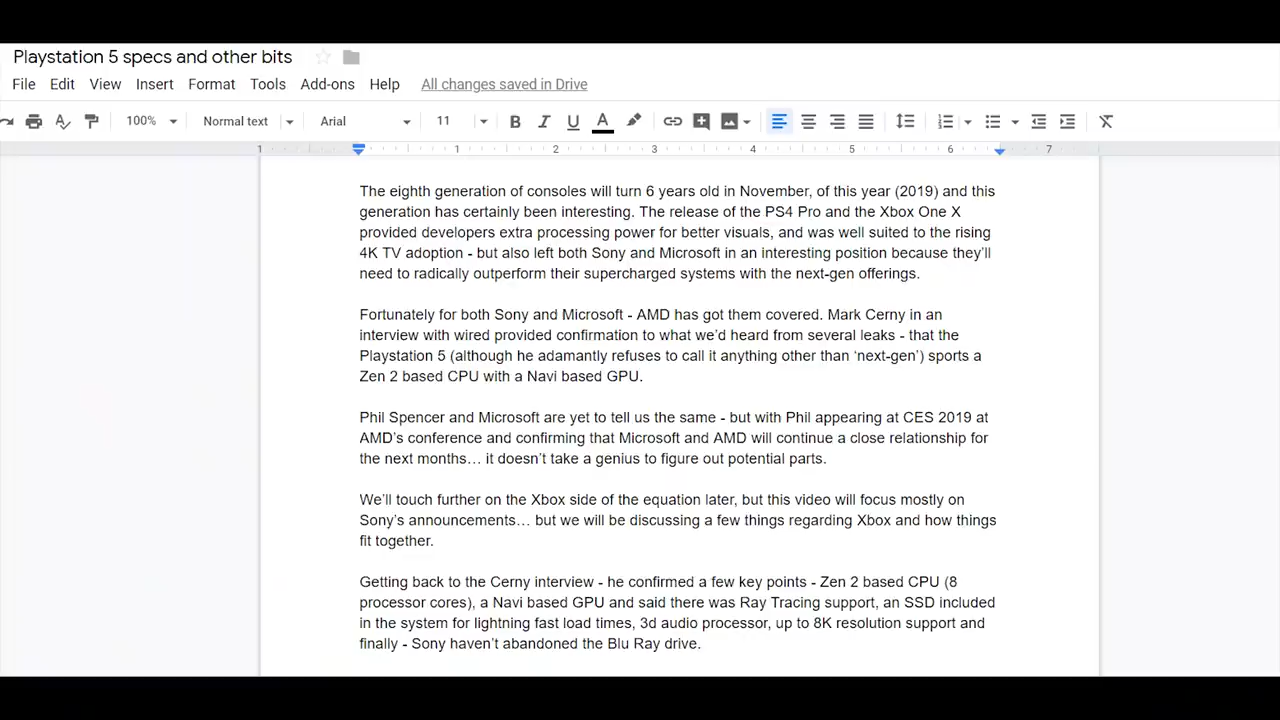 Playstation 5 specs and other bits
File Edit View Insert Format Tools Add-ons Help All changes saved in Drive
100% Normal text Arial 11 B I U A
1 1 2 3 4 5 6 7
The eighth generation of consoles will turn 6 years old in November, of this year (2019) and this
generation has certainly been interesting. The release of the PS4 Pro and the Xbox One X
provided developers extra processing power for better visuals, and was well suited to the rising
4K TV adoption - but also left both Sony and Microsoft in an interesting position because they’ll
need to radically outperform their supercharged systems with the next-gen offerings.
Fortunately for both Sony and Microsoft - AMD has got them covered. Mark Cerny in an
interview with wired provided confirmation to what we’d heard from several leaks - that the
Playstation 5 (although he adamantly refuses to call it anything other than ‘next-gen’) sports a
Zen 2 based CPU with a Navi based GPU.
Phil Spencer and Microsoft are yet to tell us the same - but with Phil appearing at CES 2019 at
AMD’s conference and confirming that Microsoft and AMD will continue a close relationship for
the next months… it doesn’t take a genius to figure out potential parts.
We’ll touch further on the Xbox side of the equation later, but this video will focus mostly on
Sony’s announcements… but we will be discussing a few things regarding Xbox and how things
fit together.
Getting back to the Cerny interview - he confirmed a few key points - Zen 2 based CPU (8
processor cores), a Navi based GPU and said there was Ray Tracing support, an SSD included
in the system for lightning fast load times, 3d audio processor, up to 8K resolution support and
finally - Sony haven’t abandoned the Blu Ray drive.